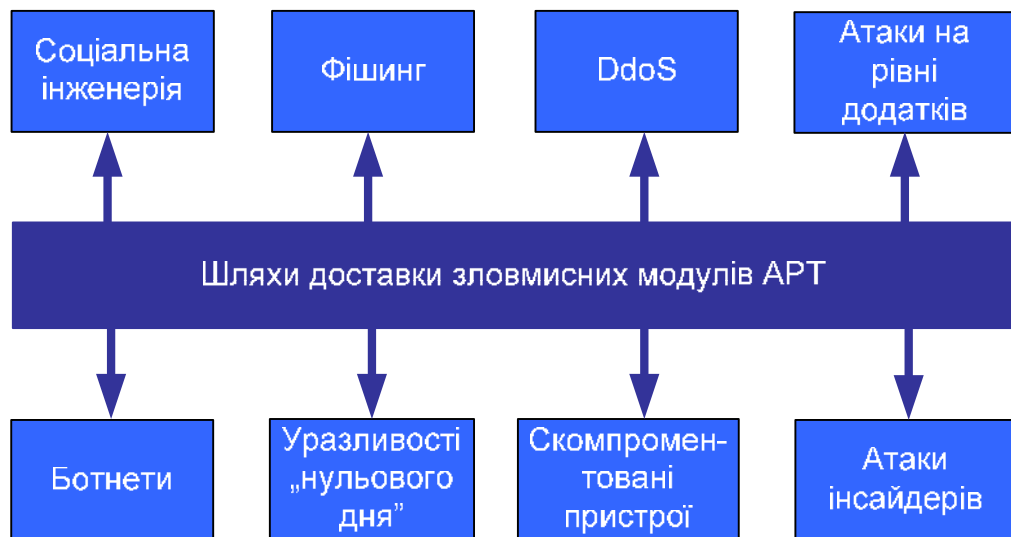 Соціальна
інженерія
Фішинг
DdoS
Атаки на
рівні
додатків
Шляхи доставки зловмисних модулів APT
Ботнети
Уразливості
„нульового
дня”
Скомпромен-
товані
пристрої
Атаки
інсайдерів